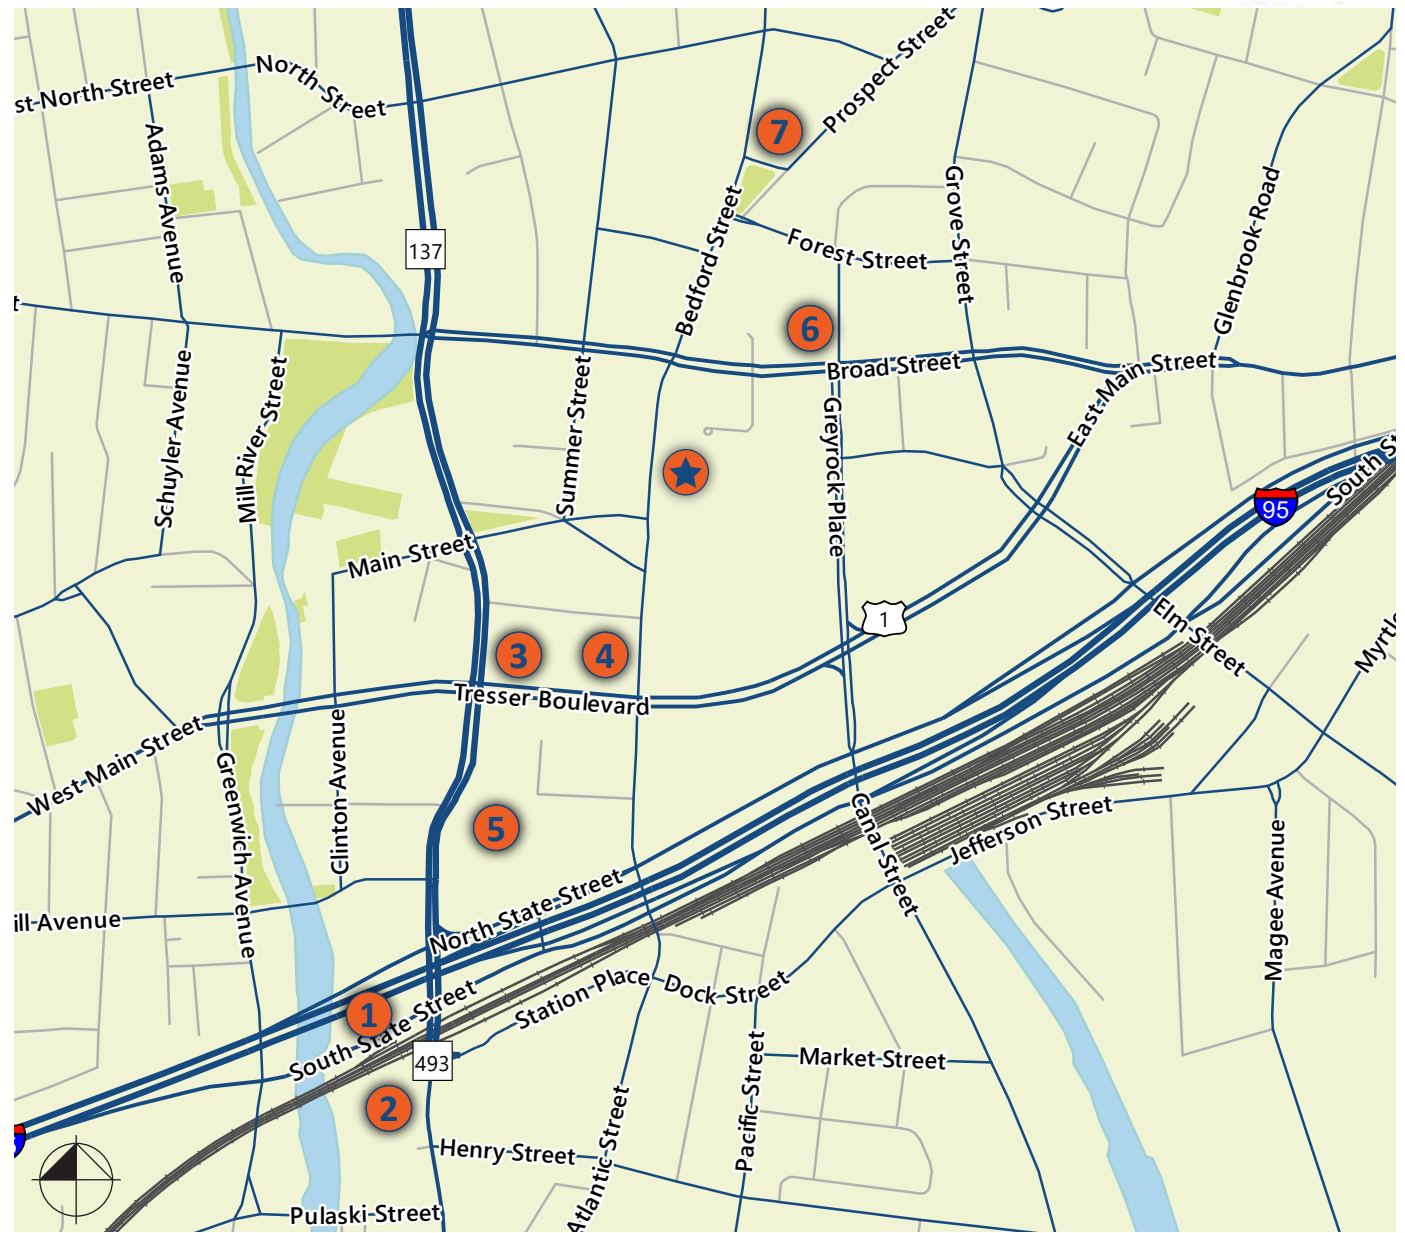 North Street
st North Street
Prospect Street
7
Adams Avenue
Grove Street
Glenbrook Road
Bedford Street
137
Forest Street
t
6
Broad Street
East Main Street
Schuyler Avenue
Mill River Street
Summer Street
Greyrock Place
South St
95
Main Street
1
Elm Street
Myrtle
3
4
Tresser Boulevard
West Main Street
Clinton Avenue
Greenwich Avenue
5
Canal Street
Jefferson Street
Magee Avenue
North State Street
ill Avenue
Station Place
Dock Street
South State Street
1
493
Market Street
Pacific Street
2
Henry Street
Atlantic Street
Pulaski Street